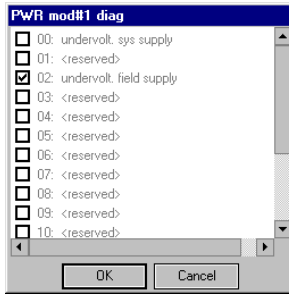 PWR mod#1 diag
00: undervolt. sys supply
01: <reserved>
02: undervolt. field supply
03: <reserved>
04: <reserved>
05: <reserved>
06: <reserved>
07: <reserved>
08: <reserved>
09: <reserved>
10: <reserved>
OK Cancel